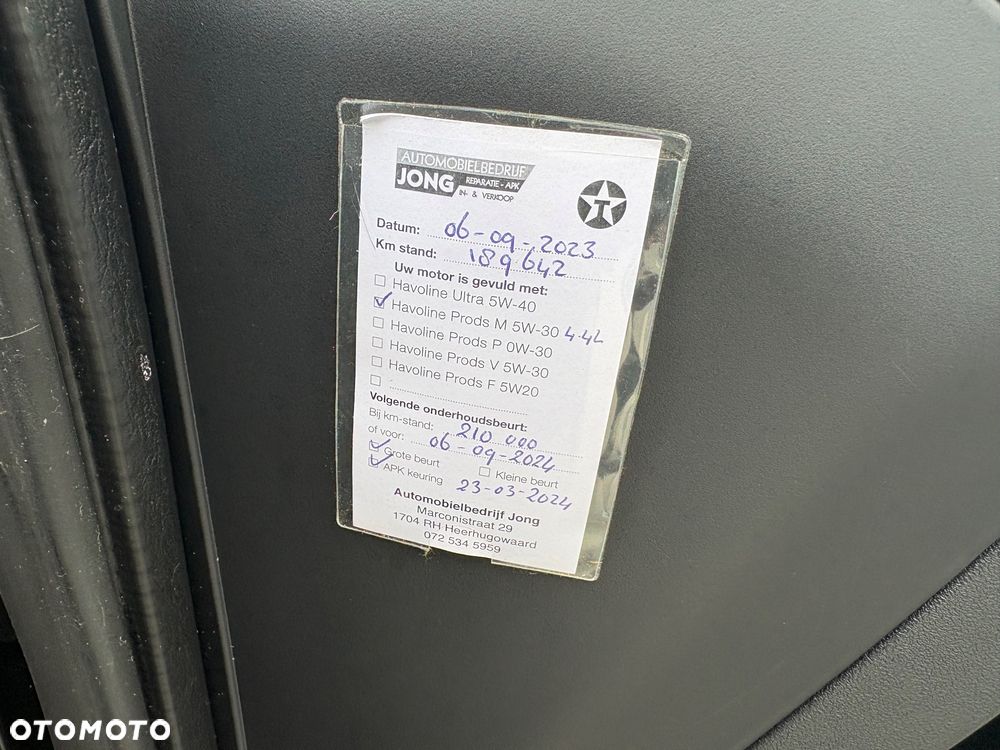 AUTOMOBIELBEDRIJF
JONG REPARATIE - APK
IN- & VERKOOP
T
Datum: 06-09-2023
Km stand: 189642
Uw motor is gevuld met:
Havoline Ultra 5W-40
Havoline Prods M 5W-30 4.4L
Havoline Prods P 0W-30
Havoline Prods V 5W-30
Havoline Prods F 5W20
Volgende onderhoudsbeurt:
Bij km-stand: 210 000
of voor: 06-09-2024
Grote beurt Kleine beurt
APK keuring 23-03-2024
Automobielbedrijf Jong
Marconistraat 29
1704 RH Heerhugowaard
072 534 5959
OTOMOTO